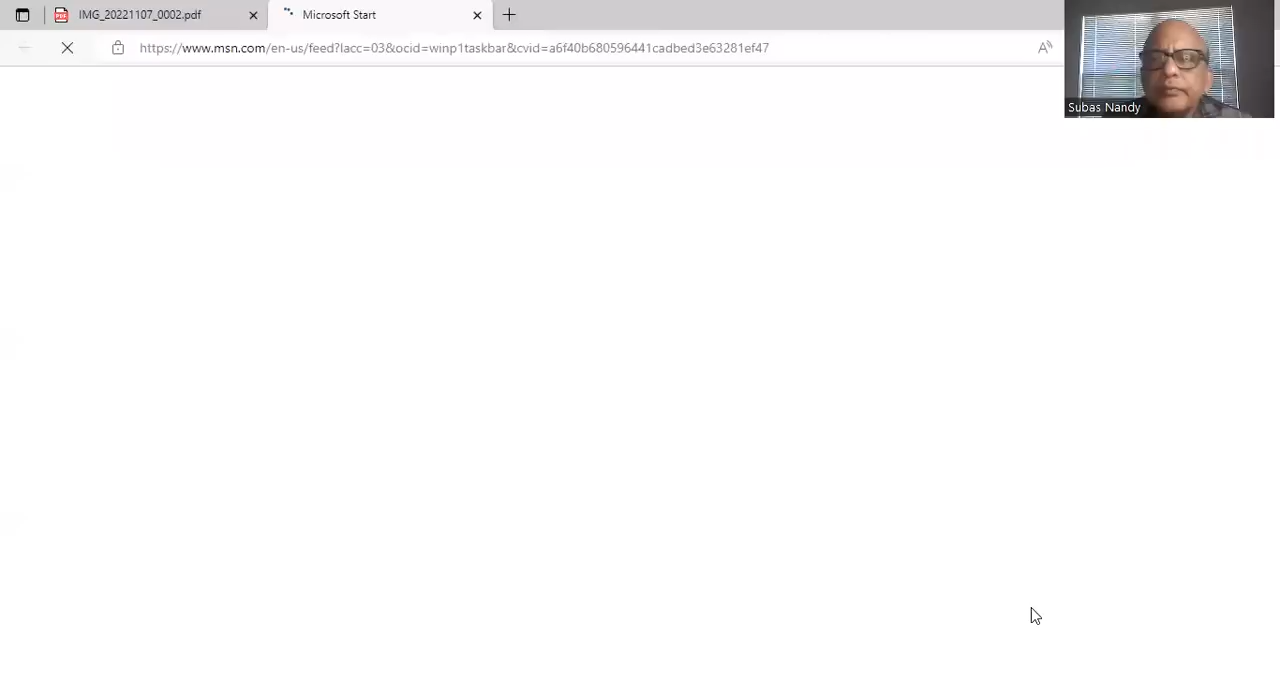 IMG_20221107_0002.pdf
Microsoft Start
https://www.msn.com/en-us/feed?lacc=03&ocid=winp1taskbar&cvid=a6f40b680596441cadbed3e63281ef47
Subas Nandy